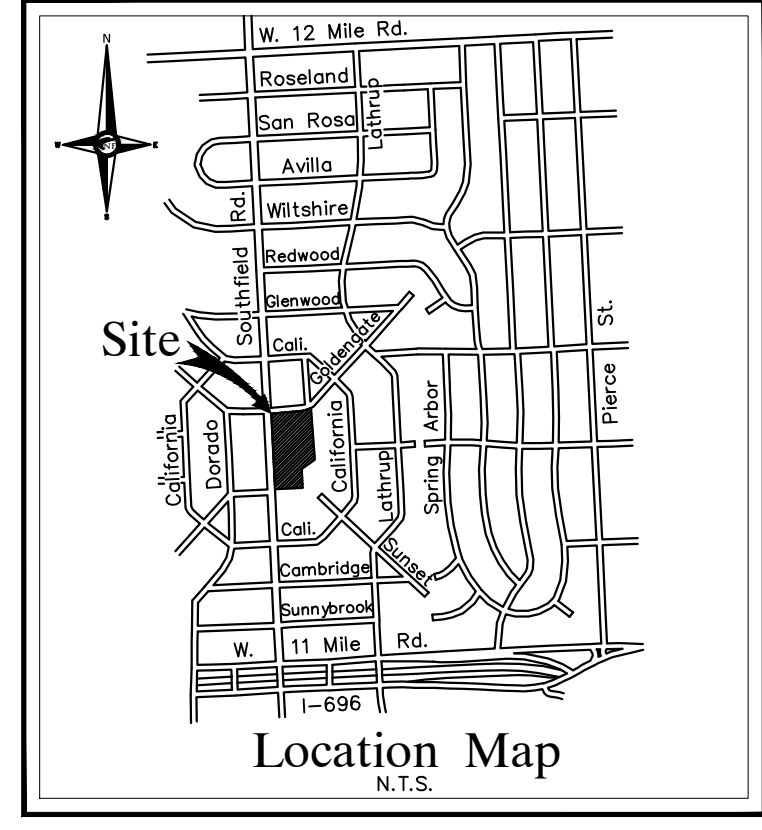 N
W
E
S
W. 12 Mile Rd.
Roseland
Lathrup
San Rosa
Avilla
Rd.
Wiltshire
Redwood
Southfield
Glenwood
St.
Site
Cali.
Goldengate
Pierce
California
Dorado
California
Lathrup
Spring Arbor
Cali.
Sunset
Cambridge
Sunnybrook
W. 11 Mile Rd.
I-696
Location Map
N.T.S.